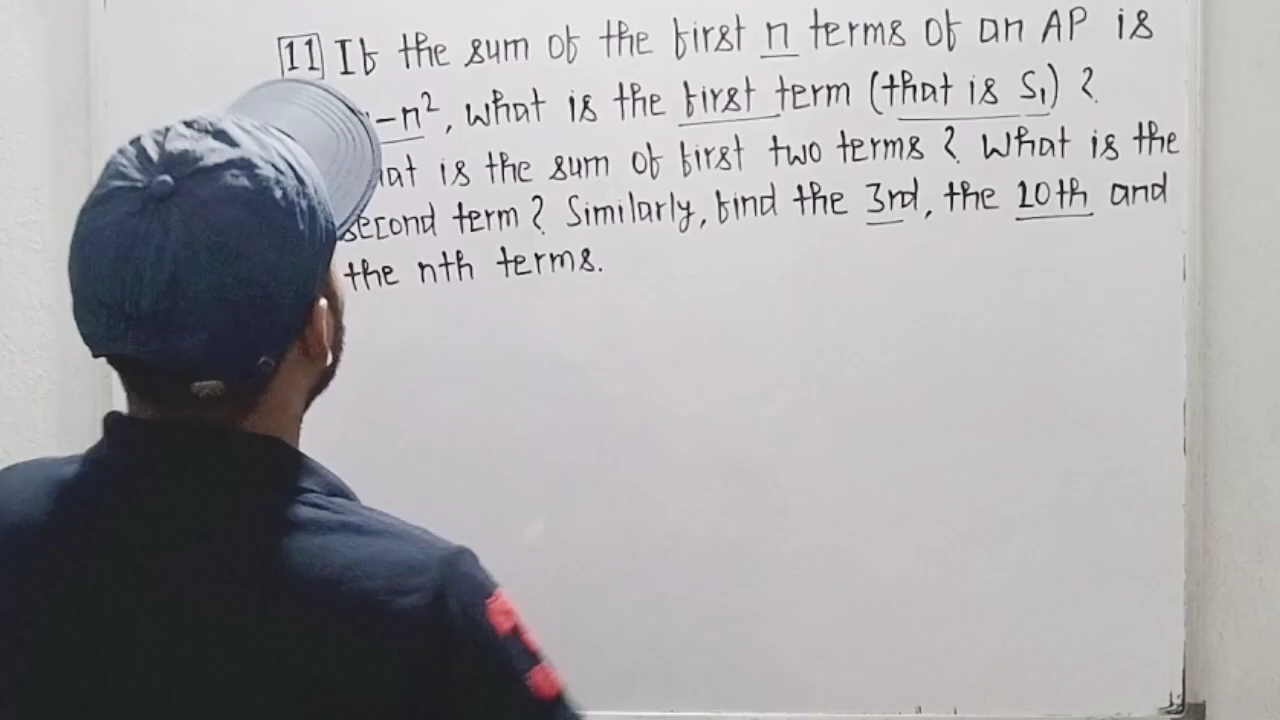 11 If the sum of the first n terms of an AP is
-n², what is the first term (that is S₁) ?
is the sum of first two terms ? What is the
second term ? Similarly, find the 3rd, the 10th and
the nth terms.